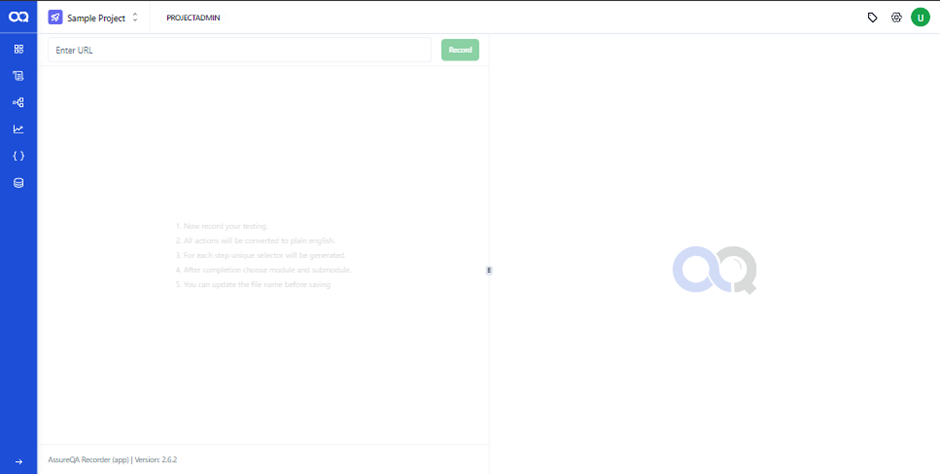 Sample Project
PROJECTADMIN
U
Enter URL
Record
1. Now record your testing.
2. All actions will be converted to plain english.
3. For each step unique selector will be generated.
4. After completion choose module and submodule.
5. You can update the file name before saving
AssureQA Recorder (app) | Version: 2.6.2